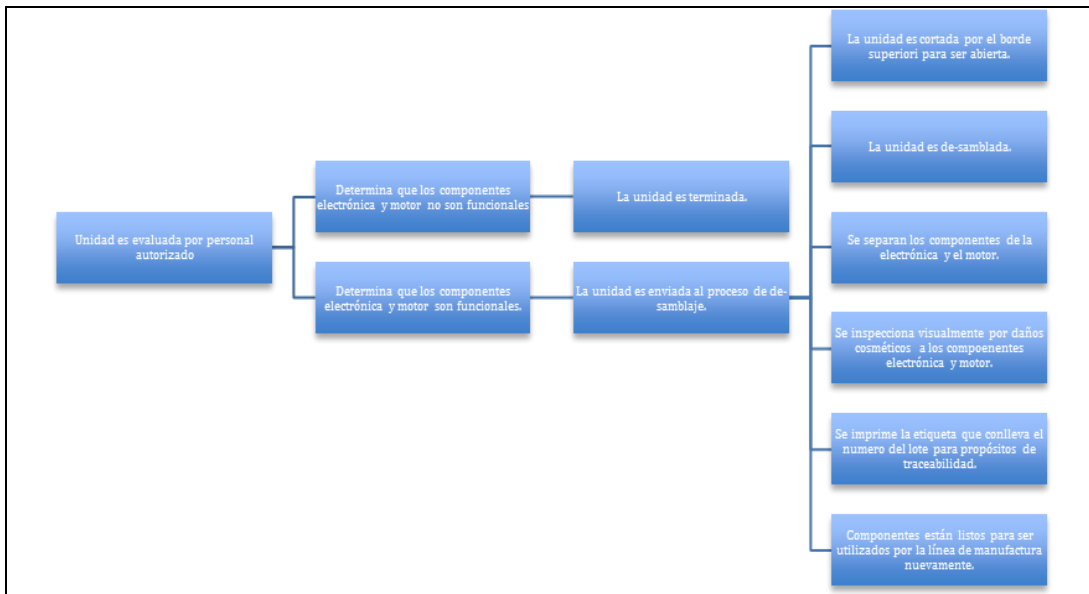 Unidad es evaluada por personal
autorizado
Determina que los componentes
electrónica y motor no son funcionales
La unidad es terminada.
Determina que los componentes
electrónica y motor son funcionales.
La unidad es enviada al proceso de de-
samblaje.
La unidad es cortada por el borde
superiori para ser abierta.
La unidad es de-samblada.
Se separan los componentes de la
electrónica y el motor.
Se inspecciona visualmente por daños
cosméticos a los compoenentes
electrónica y motor.
Se imprime la etiqueta que conlleva el
numero del lote para propósitos de
traceabilidad.
Componentes están listos para ser
utilizados por la línea de manufactura
nuevamente.